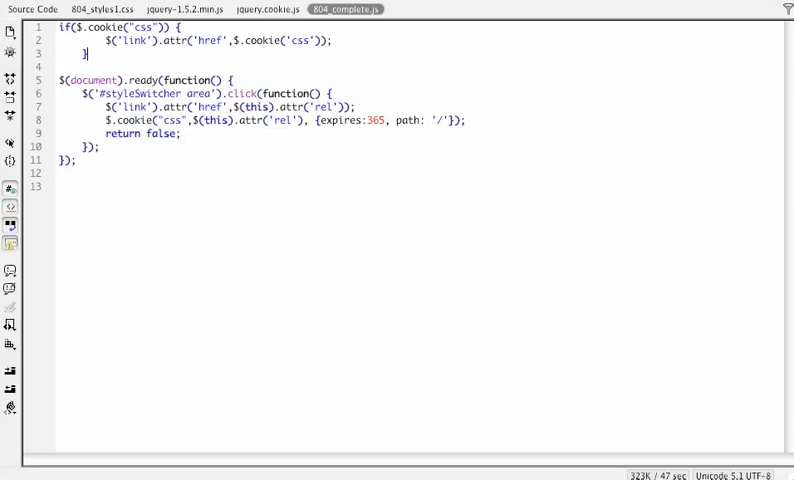 Source Code 804_styles1.css jquery-1.5.2.min.js jquery.cookie.js 804_complete.js
1 if($.cookie("css")) {
2 $('link').attr('href',$.cookie('css'));
3 }
4
5 $(document).ready(function() {
6 $('#styleSwitcher area').click(function() {
7 $('link').attr('href',$(this).attr('rel'));
8 $.cookie("css",$(this).attr('rel'), {expires:365, path: '/'});
9 return false;
10 });
11 });
12
13
323K / 47 sec Unicode 5.1 UTF-8